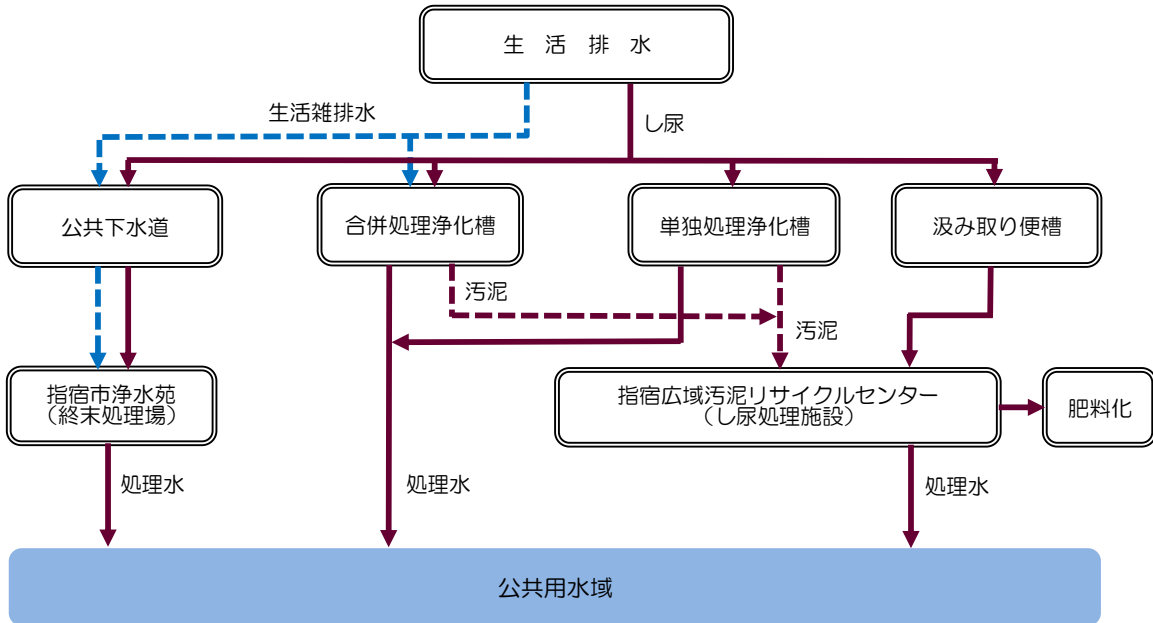 生活排水
生活雑排水
し尿
公共下水道
合併処理浄化槽
単独処理浄化槽
汲み取り便槽
汚泥
汚泥
指宿市浄水苑
（終末処理場）
指宿広域汚泥リサイクルセンター
（し尿処理施設）
肥料化
処理水
処理水
処理水
公共用水域